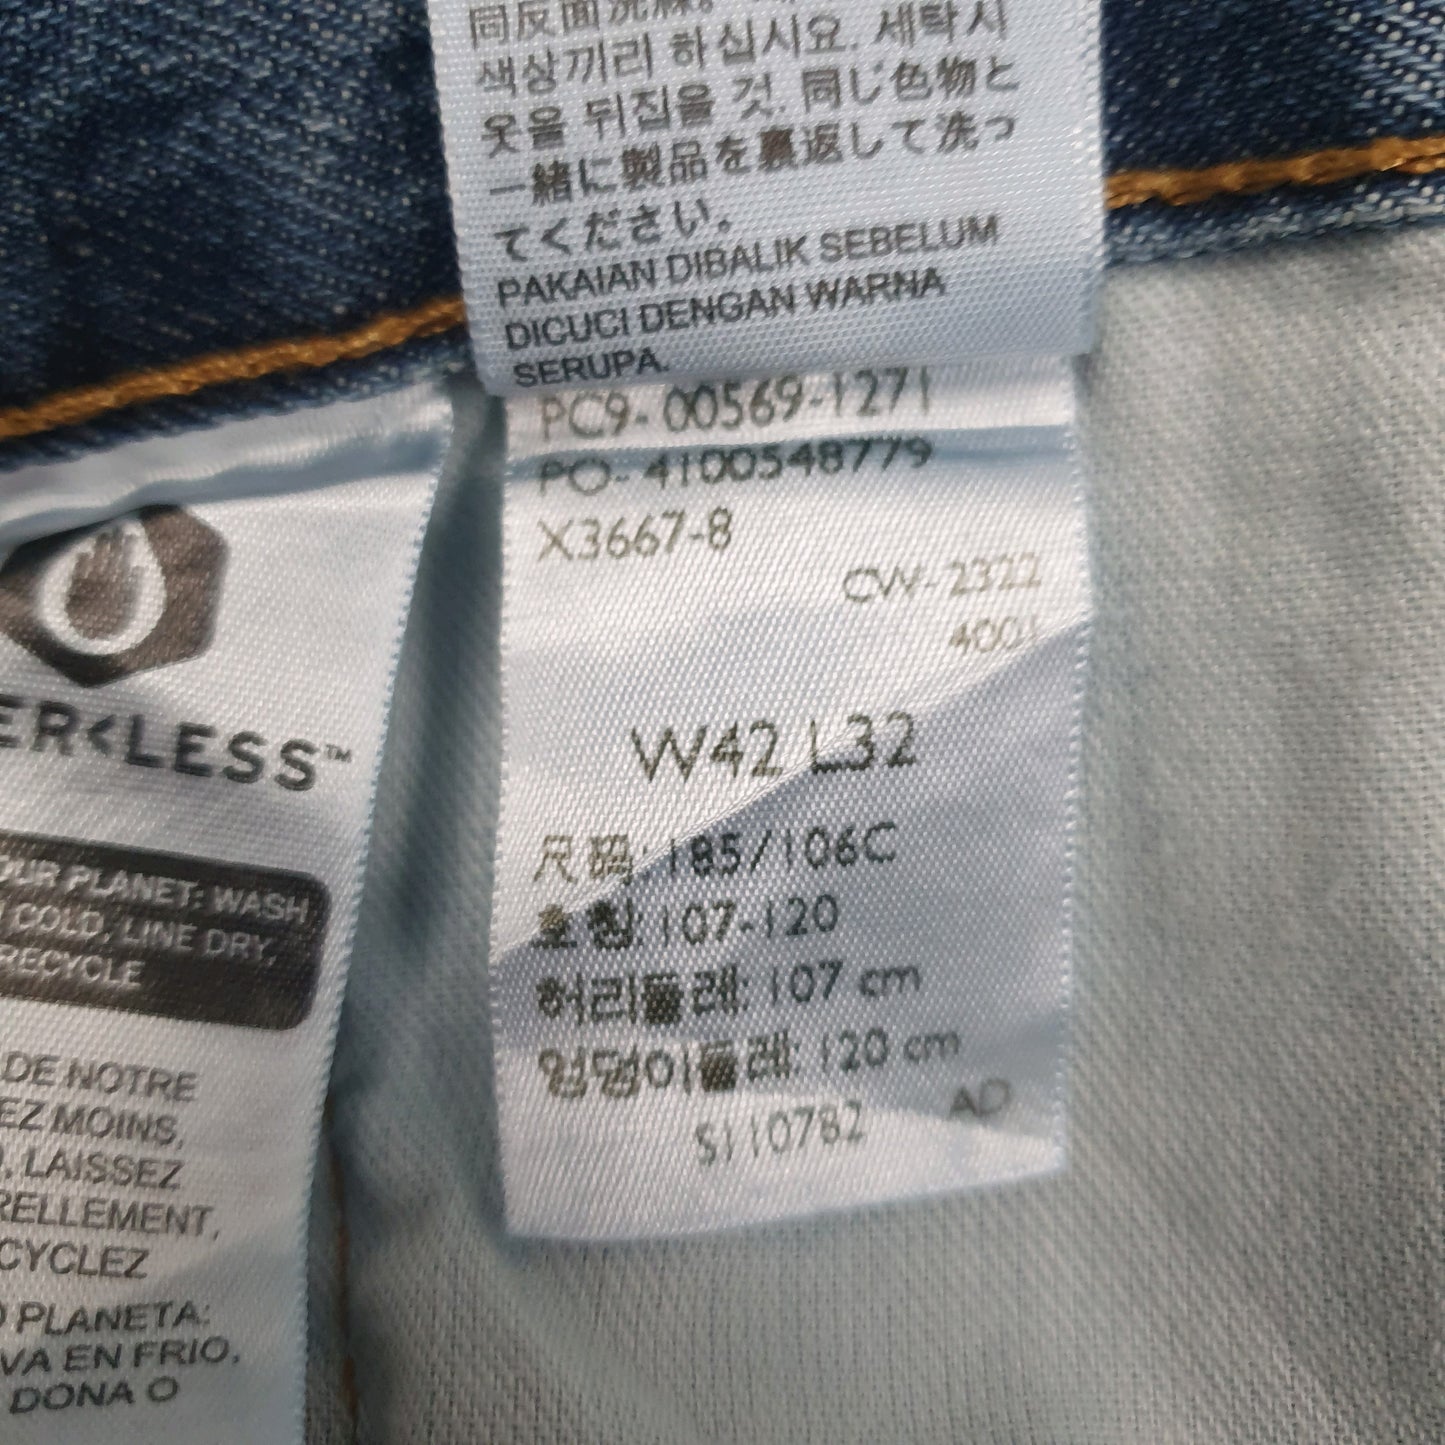 同反面洗滌。
색상끼리 하십시요. 세탁시
옷을 뒤집을 것. 同じ色物と
一緒に製品を裏返して洗っ
てください。
PAKAIAN DIBALIK SEBELUM
DICUCI DENGAN WARNA
SERUPA.
PC9-00569-1271
PO-4100548779
X3667-8
CW-2322
4001
W42 L32
尺码: 185/106C
호칭: 107-120
허리둘레: 107 cm
엉덩이둘레: 120 cm
S110782 AD
ER<LESS™
OUR PLANET: WASH
COLD, LINE DRY,
RECYCLE
DE NOTRE
EZ MOINS,
LAISSEZ
RELLEMENT,
CYCLEZ
O PLANETA:
VA EN FRIO,
DONA O